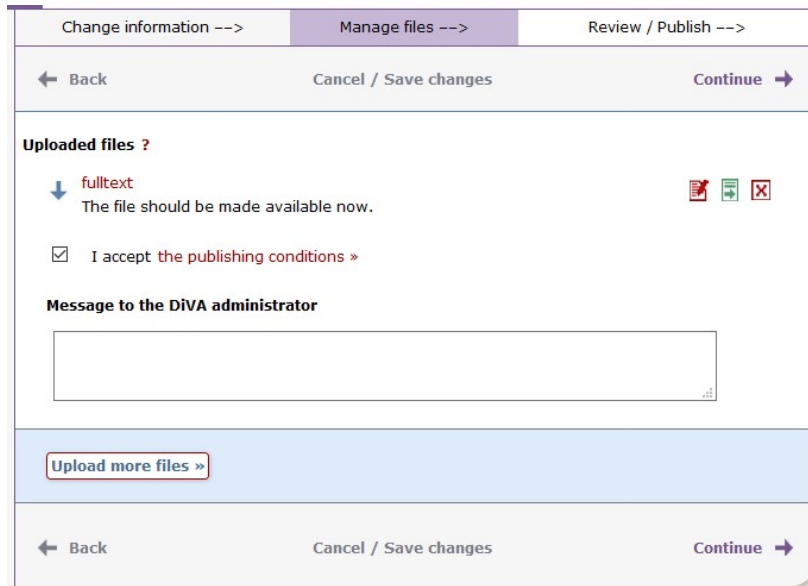 Change information --> Manage files --> Review / Publish -->
Back Cancel / Save changes Continue
Uploaded files ?
fulltext
The file should be made available now.
I accept the publishing conditions »
Message to the DiVA administrator
Upload more files »
Back Cancel / Save changes Continue